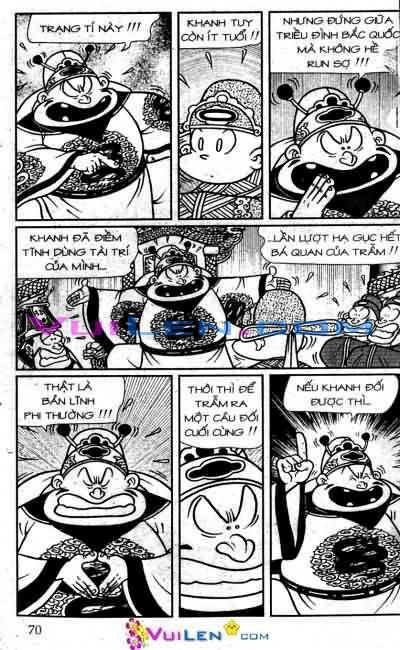 TRẠNG TÍ NÀY !!!
KHANH TUY
CÒN ÍT TUỔI !!
NHƯNG ĐỨNG GIỮA
TRIỀU ĐÌNH BẮC QUỐC
MÀ KHÔNG HỀ
RUN SỢ !!!
KHANH ĐÃ ĐIỀM
TĨNH DÙNG TÀI TRÍ
CỦA MÌNH...
...LẦN LƯỢT HẠ GỤC HẾT
BÁ QUAN CỦA TRẪM !!
VuiLen.com
THẬT LÀ
BẢN LĨNH
PHI THƯỜNG !!!
THÔI THÌ ĐỂ
TRẪM RA
MỘT CÂU ĐỐI
CUỐI CÙNG !!
NẾU KHANH ĐỐI
ĐƯỢC THÌ...
70
VuiLen.com